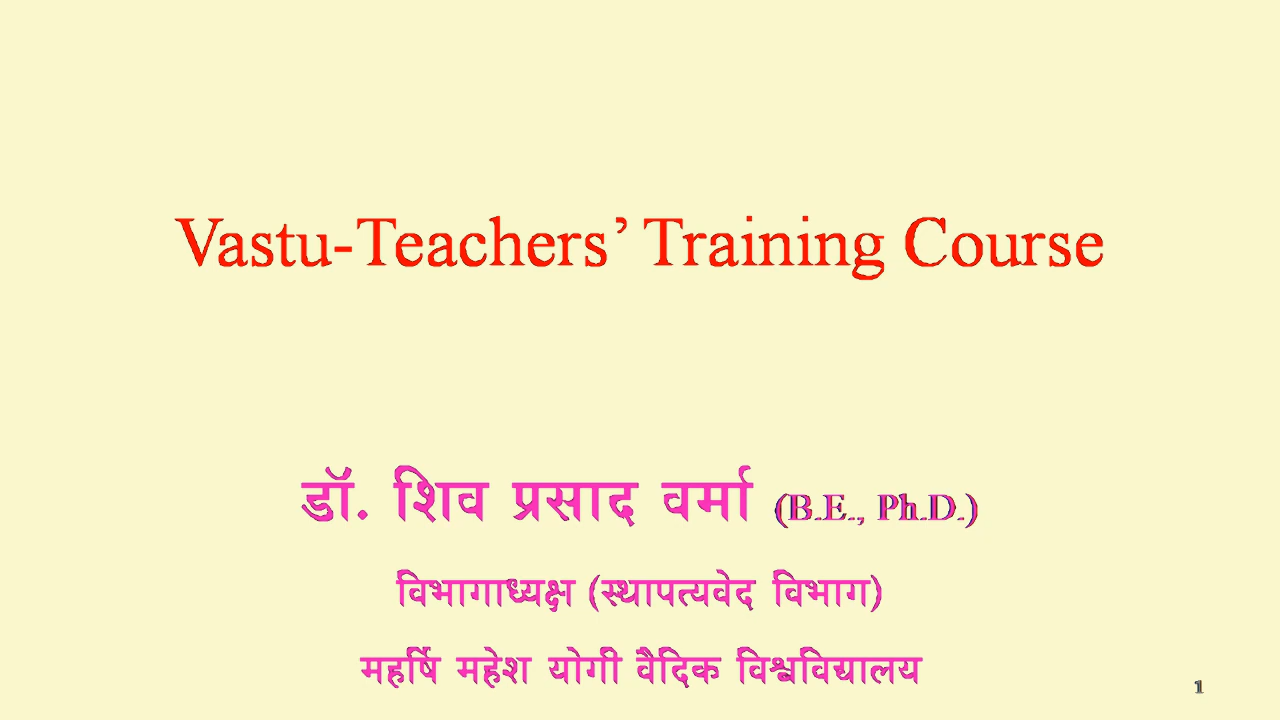 Vastu-Teachers’ Training Course
डॉ. शिव प्रसाद वर्मा (B.E., Ph.D.)
विभागाध्यक्ष (स्थापत्यवेद विभाग)
महर्षि महेश योगी वैदिक विश्वविद्यालय
1